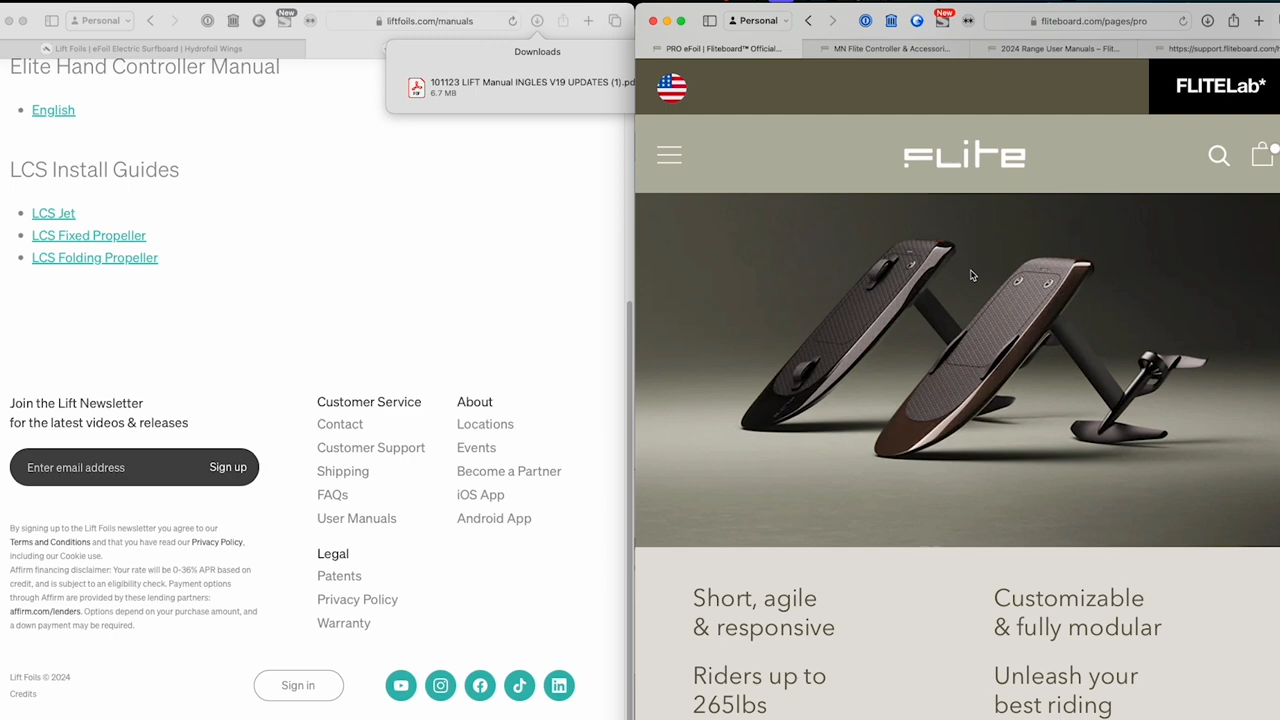 Personal
New
liftfoils.com/manuals
Lift Foils | eFoil Electric Surfboard | Hydrofoil Wings
Downloads
101123 LIFT Manual INGLES V19 UPDATES (1).pd
6.7 MB
Elite Hand Controller Manual
English
LCS Install Guides
LCS Jet
LCS Fixed Propeller
LCS Folding Propeller
Join the Lift Newsletter
for the latest videos & releases
Enter email address
Sign up
By signing up to the Lift Foils newsletter you agree to our
Terms and Conditions and that you have read our Privacy Policy,
including our Cookie use.
Affirm financing disclaimer: Your rate will be 0-36% APR based on
credit, and is subject to an eligibility check. Payment options
through Affirm are provided by these lending partners:
affirm.com/lenders. Options depend on your purchase amount, and
a down payment may be required.
Customer Service
Contact
Customer Support
Shipping
FAQs
User Manuals
Legal
Patents
Privacy Policy
Warranty
About
Locations
Events
Become a Partner
iOS App
Android App
Lift Foils © 2024
Credits
Sign in
Personal
New
fliteboard.com/pages/pro
PRO eFoil | Fliteboard™ Official...
MN Flite Controller & Accessori...
2024 Range User Manuals – Flit...
https://support.fliteboard.com/h
FLITELab*
FLITE
Short, agile
& responsive
Customizable
& fully modular
Riders up to
265lbs
Unleash your
best riding